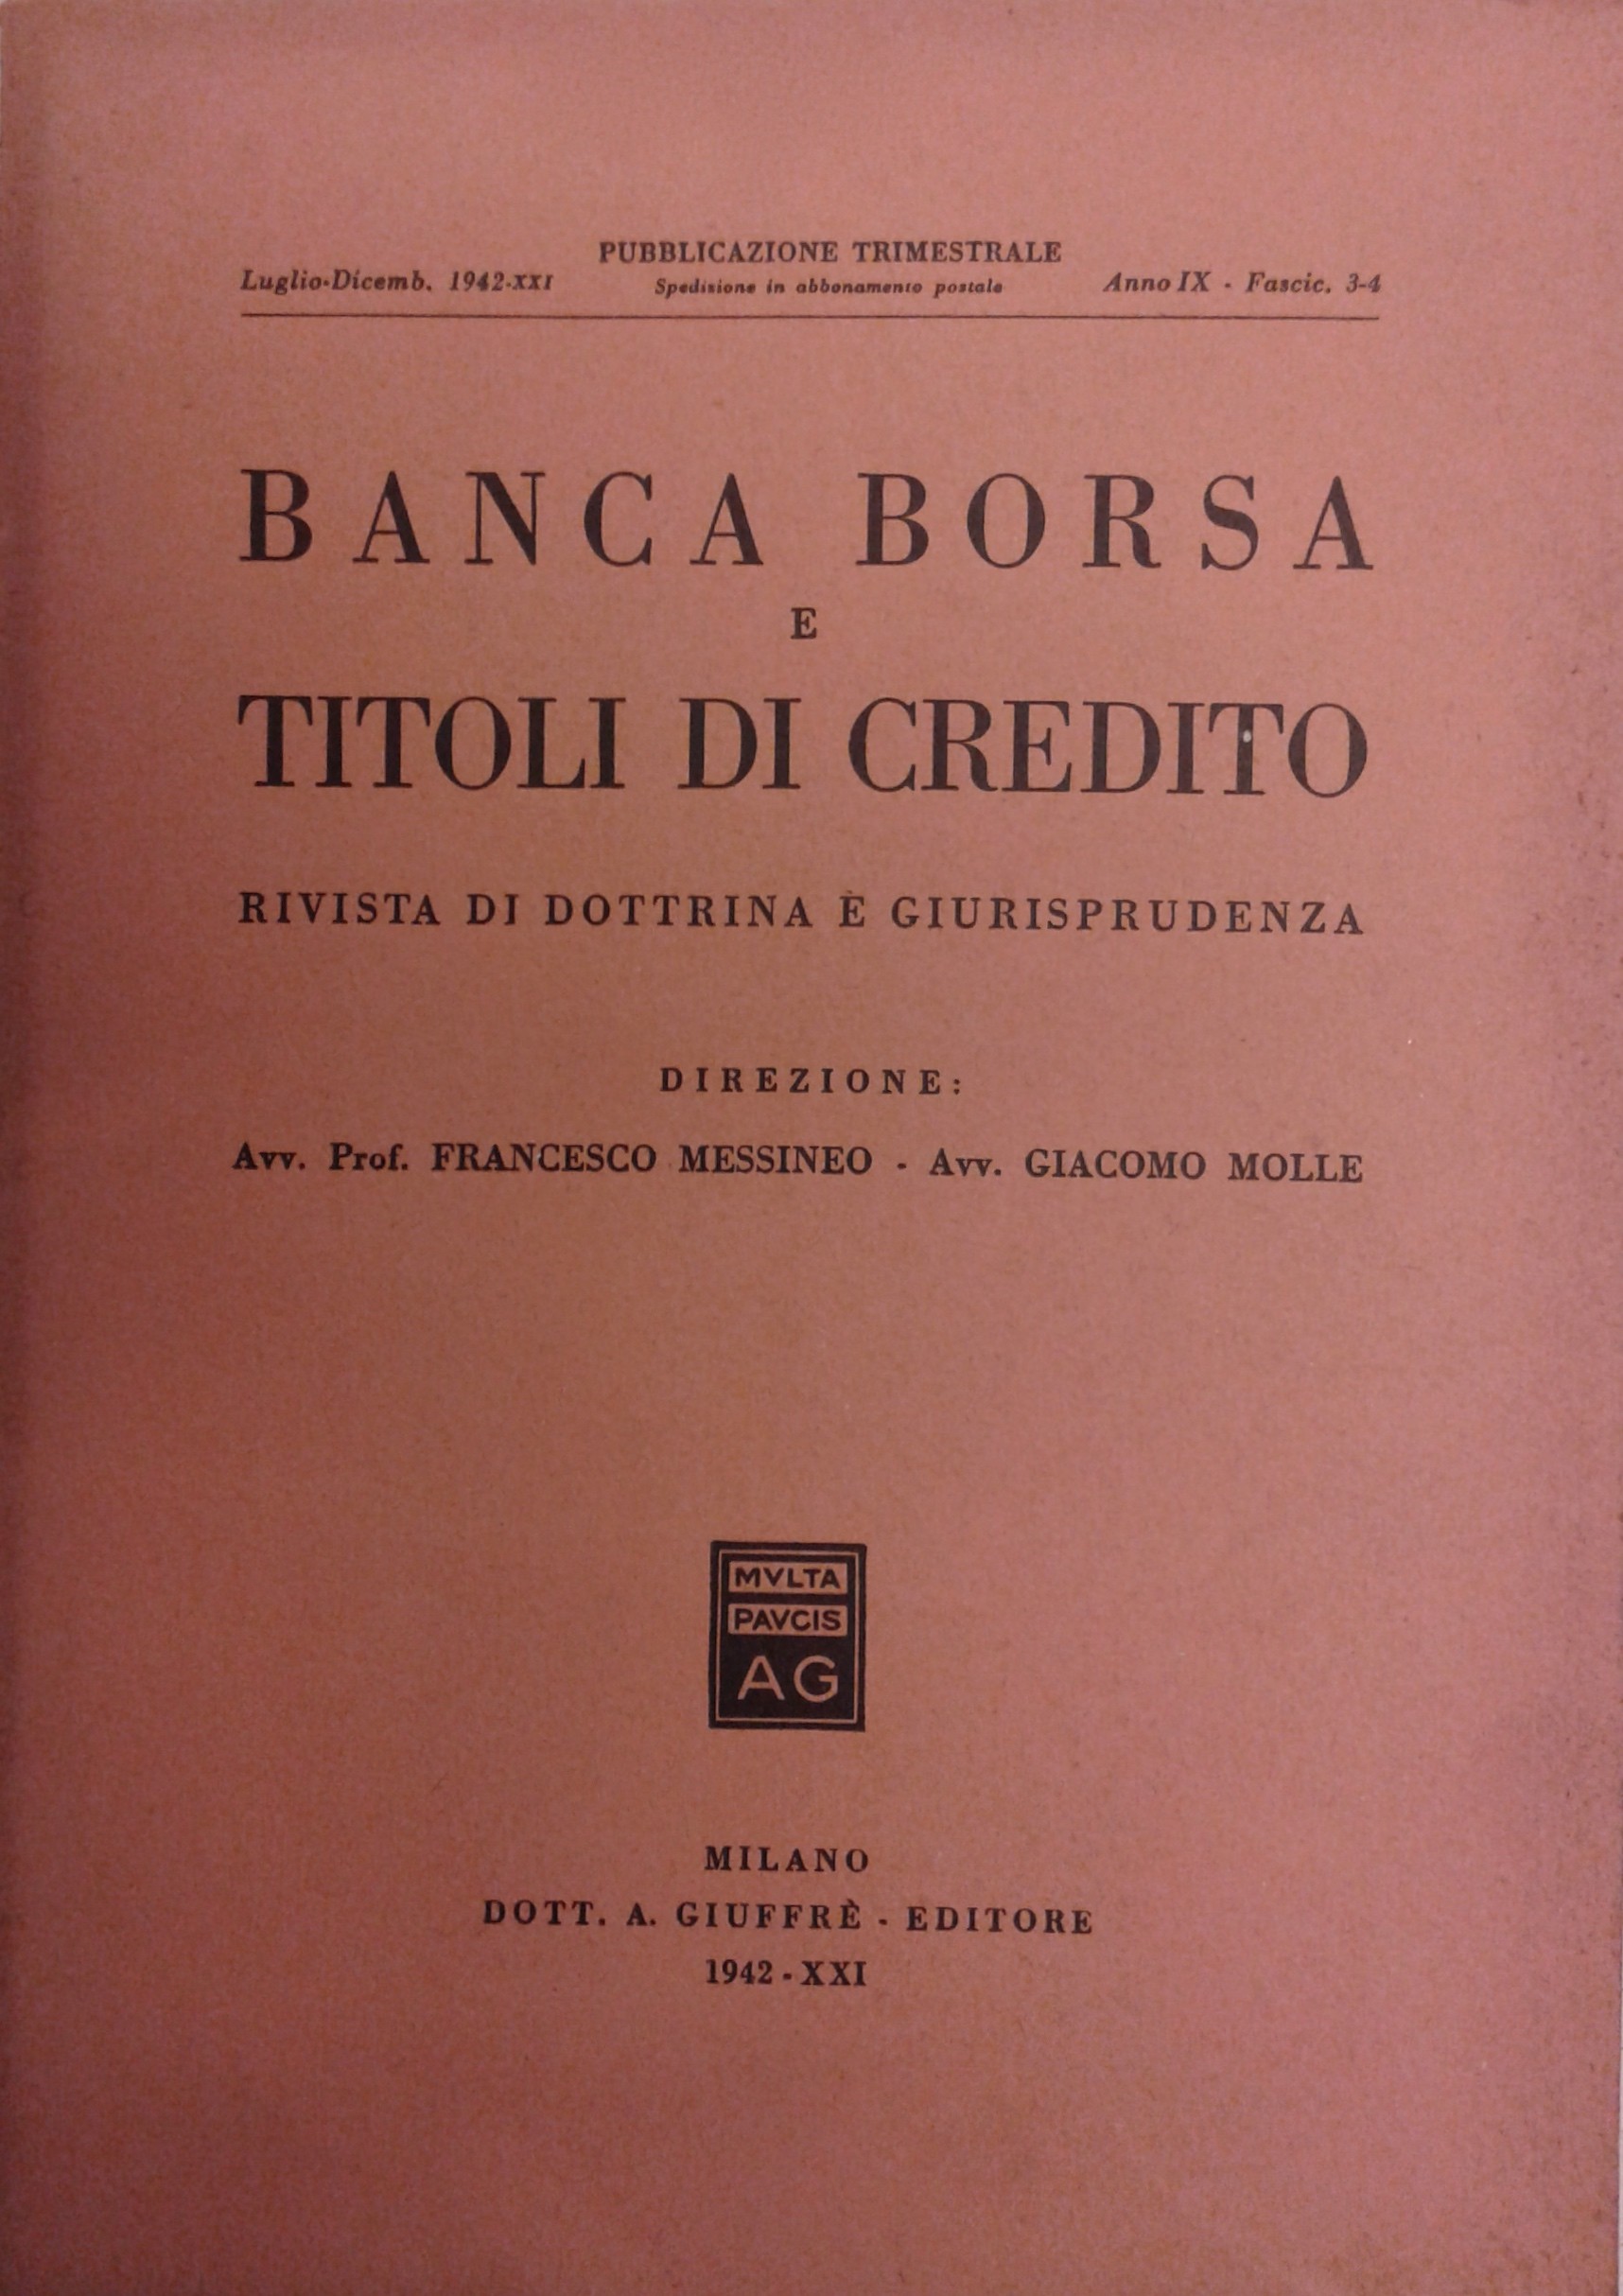 PUBBLICAZIONE TRIMESTRALE
Luglio-Dicemb. 1942-XXI Spedizione in abbonamento postale Anno IX - Fascic. 3-4
BANCA BORSA
E
TITOLI DI CREDITO
RIVISTA DI DOTTRINA È GIURISPRUDENZA
DIREZIONE:
Avv. Prof. FRANCESCO MESSINEO - Avv. GIACOMO MOLLE
MVLTA
PAVCIS
AG
MILANO
DOTT. A. GIUFFRÈ - EDITORE
1942 - XXI